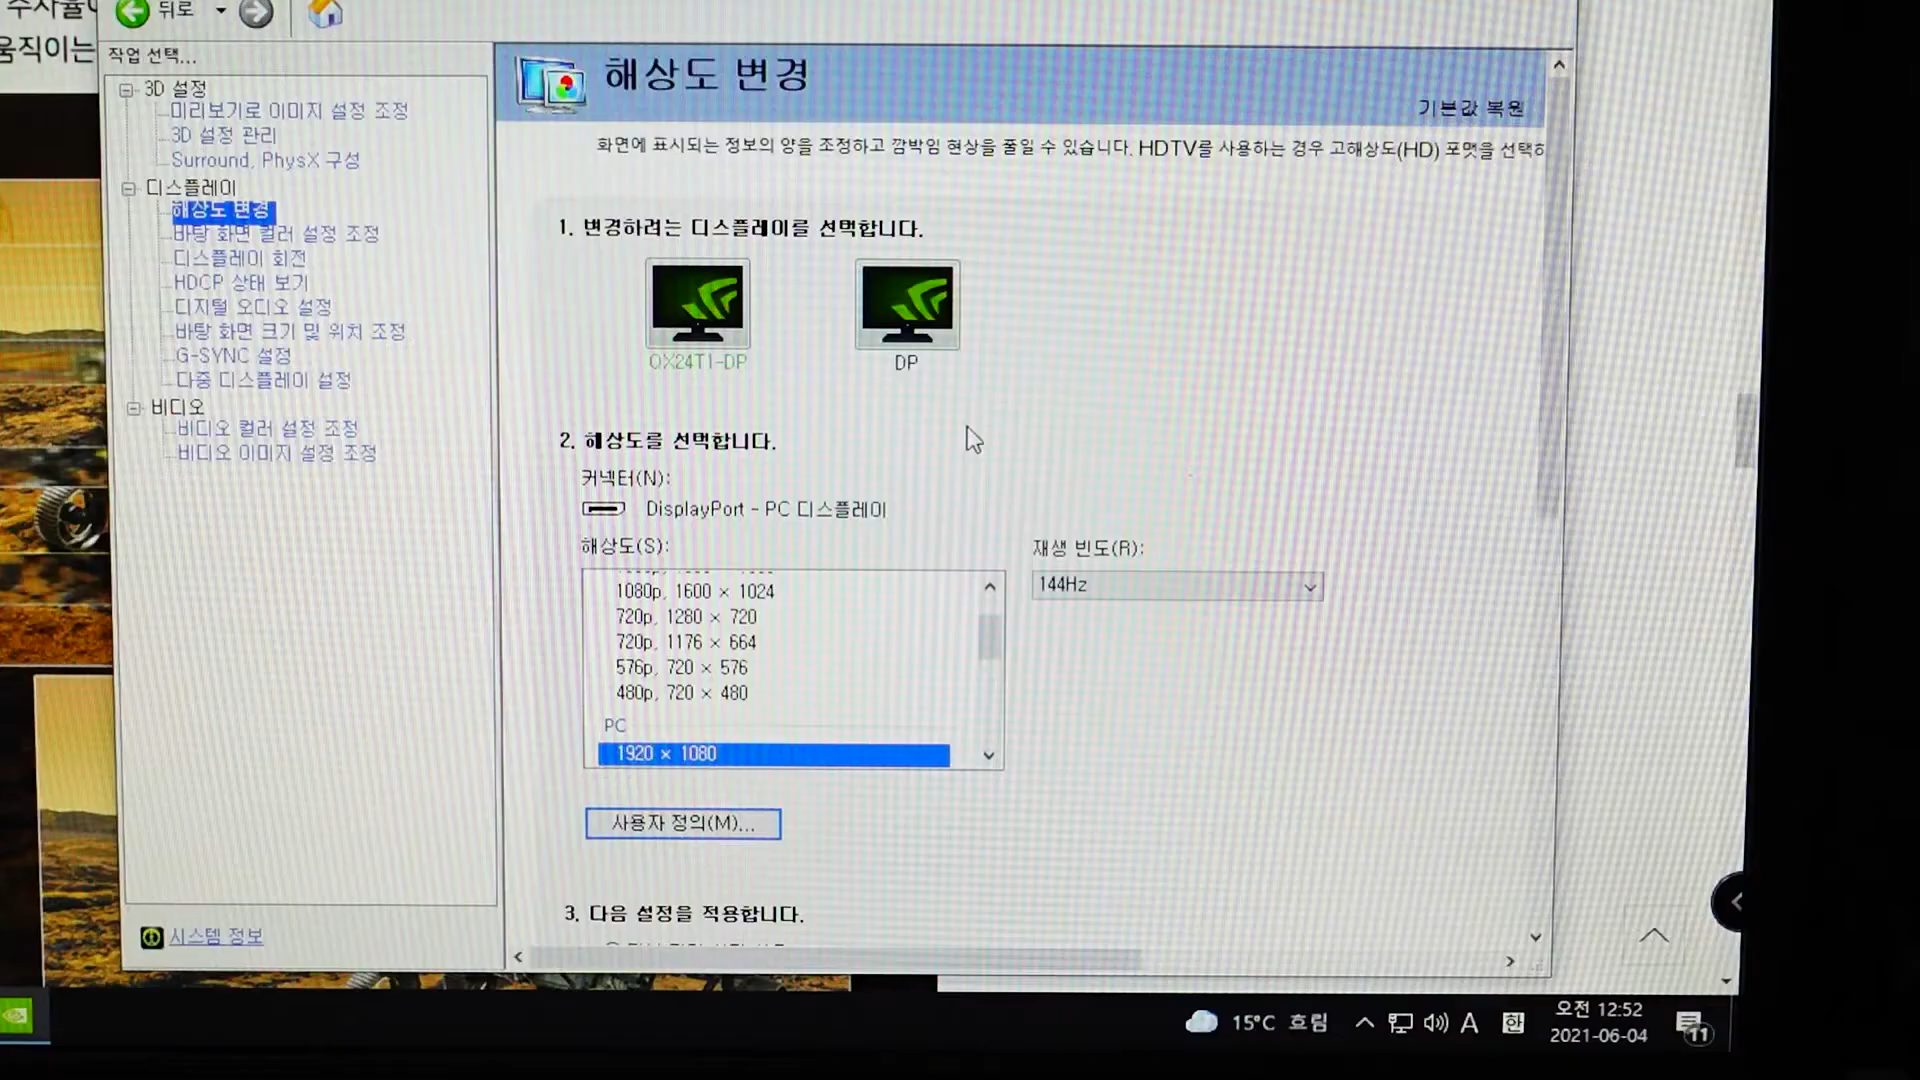 움직이는
뒤로
작업 선택...
3D 설정
미리보기로 이미지 설정 조정
3D 설정 관리
Surround, PhysX 구성
디스플레이
해상도 변경
바탕 화면 컬러 설정 조정
디스플레이 회전
HDCP 상태 보기
디지털 오디오 설정
바탕 화면 크기 및 위치 조정
G-SYNC 설정
다중 디스플레이 설정
비디오
비디오 컬러 설정 조정
비디오 이미지 설정 조정
시스템 정보
해상도 변경
기본값 복원
화면에 표시되는 정보의 양을 조정하고 깜박임 현상을 줄일 수 있습니다. HDTV를 사용하는 경우 고해상도(HD) 포맷을 선택하
1. 변경하려는 디스플레이를 선택합니다.
QX24T1-DP
DP
2. 해상도를 선택합니다.
커넥터(N):
DisplayPort - PC 디스플레이
해상도(S):
재생 빈도(R):
144Hz
1080p, 1600 × 1024
720p, 1280 × 720
720p, 1176 × 664
576p, 720 × 576
480p, 720 × 480
PC
1920 × 1080
사용자 정의(M)...
3. 다음 설정을 적용합니다.
15°C 흐림
A
한
오전 12:52
2021-06-04
11